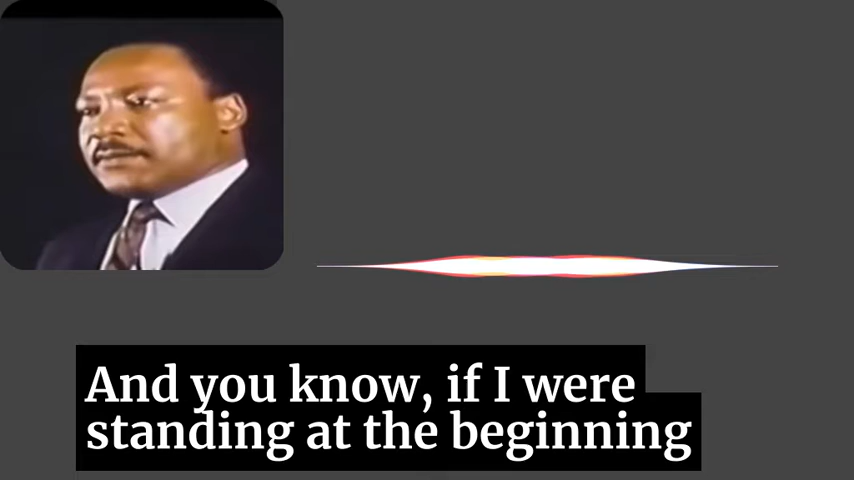 And you know, if I were
standing at the beginning